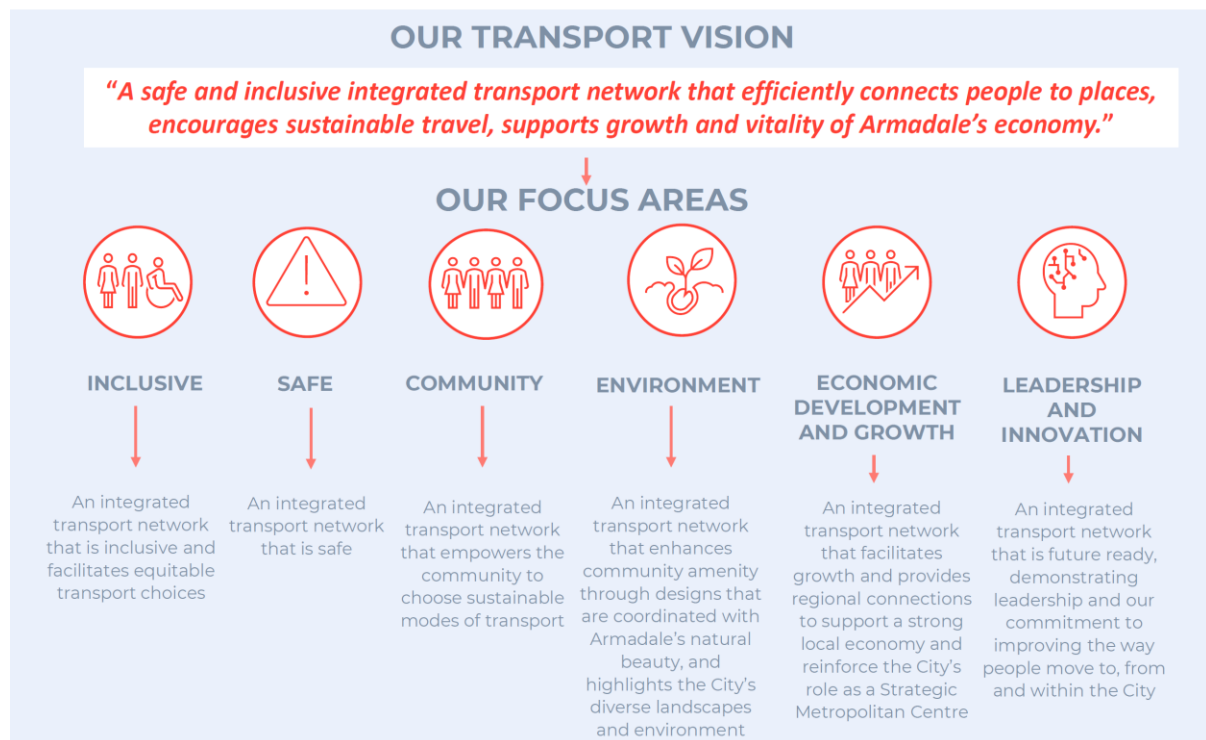 OUR TRANSPORT VISION
“A safe and inclusive integrated transport network that efficiently connects people to places,
encourages sustainable travel, supports growth and vitality of Armadale’s economy.”
OUR FOCUS AREAS
INCLUSIVE
An integrated
transport network
that is inclusive and
facilitates equitable
transport choices
SAFE
An integrated
transport network
that is safe
COMMUNITY
An integrated
transport network
that empowers the
community to
choose sustainable
modes of transport
ENVIRONMENT
An integrated
transport network
that enhances
community amenity
through designs that
are coordinated with
Armadale’s natural
beauty, and
highlights the City’s
diverse landscapes
and environment
ECONOMIC
DEVELOPMENT
AND GROWTH
An integrated
transport network
that facilitates
growth and provides
regional connections
to support a strong
local economy and
reinforce the City’s
role as a Strategic
Metropolitan Centre
LEADERSHIP
AND
INNOVATION
An integrated
transport network
that is future ready,
demonstrating
leadership and our
commitment to
improving the way
people move to, from
and within the City